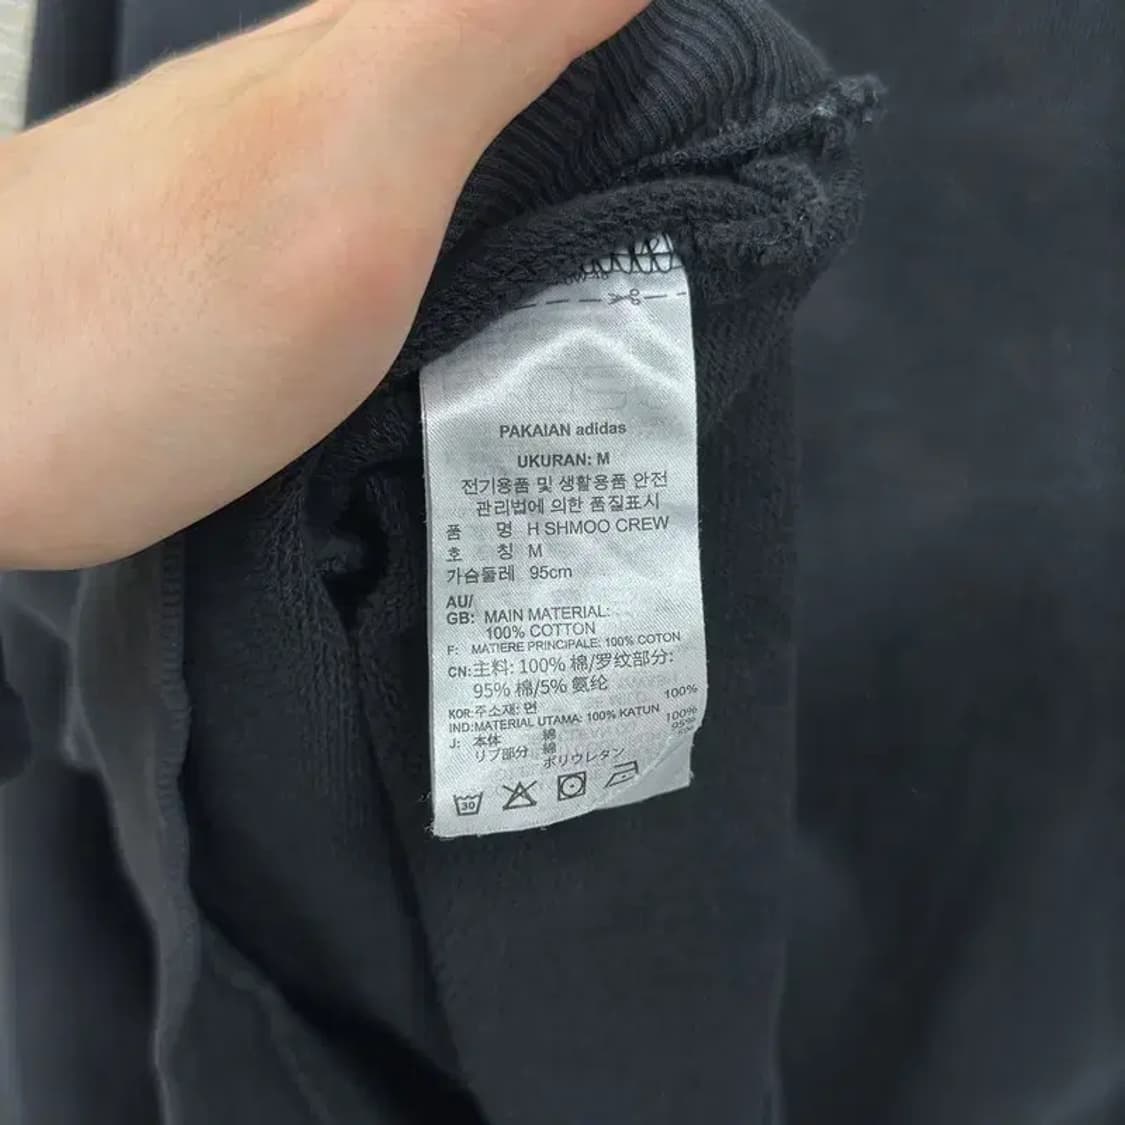 PAKAIAN adidas
UKURAN: M
전기용품 및 생활용품 안전
관리법에 의한 품질표시
품 명 H SHMOO CREW
호 칭 M
가슴둘레 95cm
AU/
GB: MAIN MATERIAL:
100% COTTON
F: MATIERE PRINCIPALE: 100% COTON
CN:主料: 100% 棉/罗纹部分:
95% 棉/5% 氨纶
KOR:주소재: 면 100%
IND:MATERIAL UTAMA: 100% KATUN
J: 本体 綿 100%
リブ部分 綿 95%
ポリウレタン
30